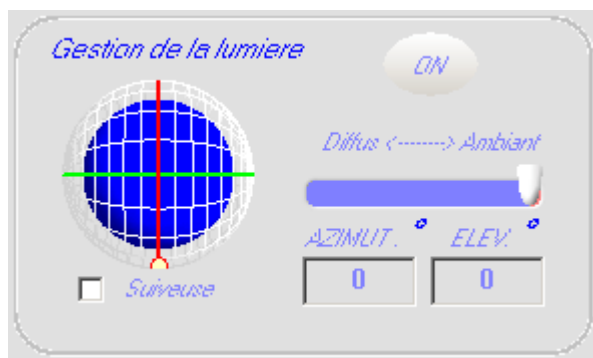 Gestion de la lumiere
ON
Diffus <-------> Ambiant
AZIMUT. ELEV.
0 0
Suiveuse